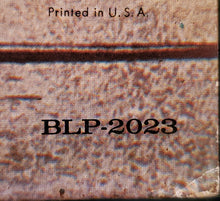 Printed in U. S. A.
BLP-2023